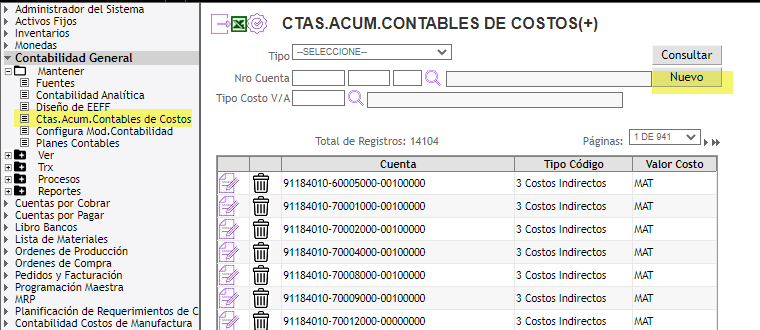 Administrador del Sistema
Activos Fijos
Inventarios
Monedas
Contabilidad General
Mantener
Fuentes
Contabilidad Analítica
Diseño de EEFF
Ctas.Acum.Contables de Costos
Configura Mod.Contabilidad
Planes Contables
Ver
Trx
Procesos
Reportes
Cuentas por Cobrar
Cuentas por Pagar
Libro Bancos
Lista de Materiales
Ordenes de Producción
Ordenes de Compra
Pedidos y Facturación
Programación Maestra
MRP
Planificación de Requerimientos de C
Contabilidad Costos de Manufactura
CTAS.ACUM.CONTABLES DE COSTOS(+)
Tipo --SELECCIONE-- Consultar
Nro Cuenta Nuevo
Tipo Costo V/A
Total de Registros: 14104 Páginas: 1 DE 941
Cuenta Tipo Código Valor Costo
91184010-60005000-00100000 3 Costos Indirectos MAT
91184010-70001000-00100000 3 Costos Indirectos MAT
91184010-70002000-00100000 3 Costos Indirectos MAT
91184010-70004000-00100000 3 Costos Indirectos MAT
91184010-70008000-00100000 3 Costos Indirectos MAT
91184010-70009000-00100000 3 Costos Indirectos MAT
91184010-70012000-00000000 3 Costos Indirectos MAT